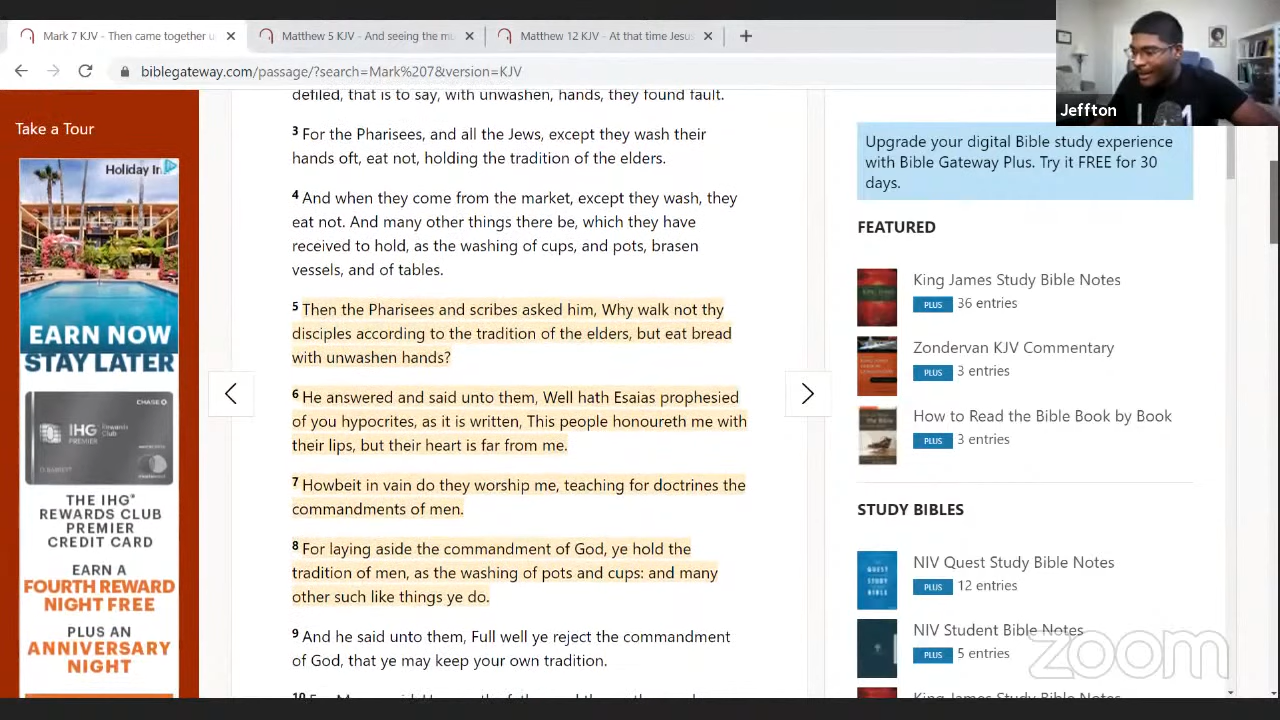 Mark 7 KJV - Then came together u
Matthew 5 KJV - And seeing the mu
Matthew 12 KJV - At that time Jesus
biblegateway.com/passage/?search=Mark%207&version=KJV
Jeffton
Take a Tour
Holiday In
EARN NOW
STAY LATER
CHASE
IHG Rewards Club
PREMIER
THE IHG®
REWARDS CLUB
PREMIER
CREDIT CARD
EARN A
FOURTH REWARD
NIGHT FREE
PLUS AN
ANNIVERSARY
NIGHT
defiled, that is to say, with unwashen, hands, they found fault.
3 For the Pharisees, and all the Jews, except they wash their
hands oft, eat not, holding the tradition of the elders.
4 And when they come from the market, except they wash, they
eat not. And many other things there be, which they have
received to hold, as the washing of cups, and pots, brasen
vessels, and of tables.
5 Then the Pharisees and scribes asked him, Why walk not thy
disciples according to the tradition of the elders, but eat bread
with unwashen hands?
6 He answered and said unto them, Well hath Esaias prophesied
of you hypocrites, as it is written, This people honoureth me with
their lips, but their heart is far from me.
7 Howbeit in vain do they worship me, teaching for doctrines the
commandments of men.
8 For laying aside the commandment of God, ye hold the
tradition of men, as the washing of pots and cups: and many
other such like things ye do.
9 And he said unto them, Full well ye reject the commandment
of God, that ye may keep your own tradition.
Upgrade your digital Bible study experience
with Bible Gateway Plus. Try it FREE for 30
days.
FEATURED
King James Study Bible Notes
PLUS 36 entries
Zondervan KJV Commentary
PLUS 3 entries
How to Read the Bible Book by Book
PLUS 3 entries
STUDY BIBLES
NIV Quest Study Bible Notes
PLUS 12 entries
NIV Student Bible Notes
PLUS 5 entries
King James Study Bible Notes
zoom